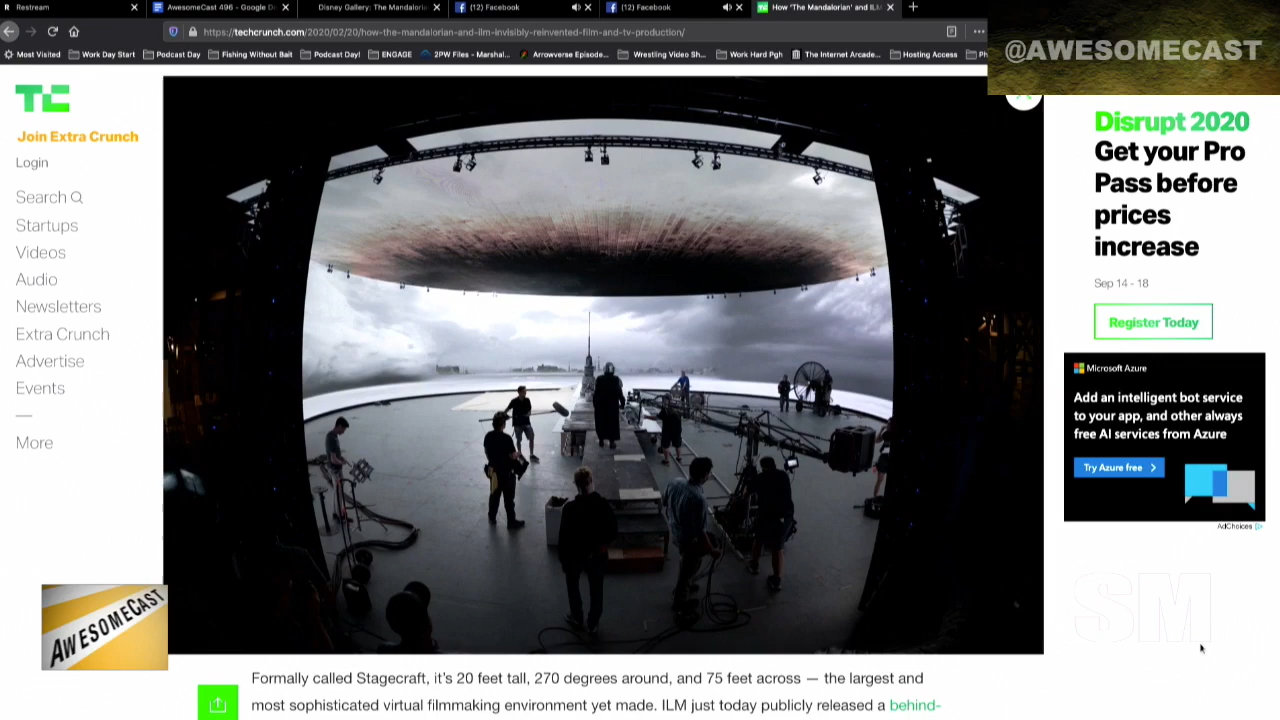 R Restream
AwesomeCast 496 - Google D
Disney Gallery: The Mandaloria
(12) Facebook
(12) Facebook
How 'The Mandalorian' and ILM
https://techcrunch.com/2020/02/20/how-the-mandalorian-and-ilm-invisibly-reinvented-film-and-tv-production/
Most Visited
Work Day Start
Podcast Day
Fishing Without Bait
Podcast Day!
ENGAGE
2PW Files - Marshal...
Arrowverse Episode...
Wrestling Video Sh...
Work Hard Pgh
The Internet Arcade...
Hosting Access
Ph
@AWESOMECAST
TC
Join Extra Crunch
Login
Search
Startups
Videos
Audio
Newsletters
Extra Crunch
Advertise
Events
More
Disrupt 2020
Get your Pro
Pass before
prices
increase
Sep 14 - 18
Register Today
Microsoft Azure
Add an intelligent bot service
to your app, and other always
free AI services from Azure
Try Azure free
AdChoices
SM
AWESOMECAST
Formally called Stagecraft, it's 20 feet tall, 270 degrees around, and 75 feet across — the largest and
most sophisticated virtual filmmaking environment yet made. ILM just today publicly released a behind-